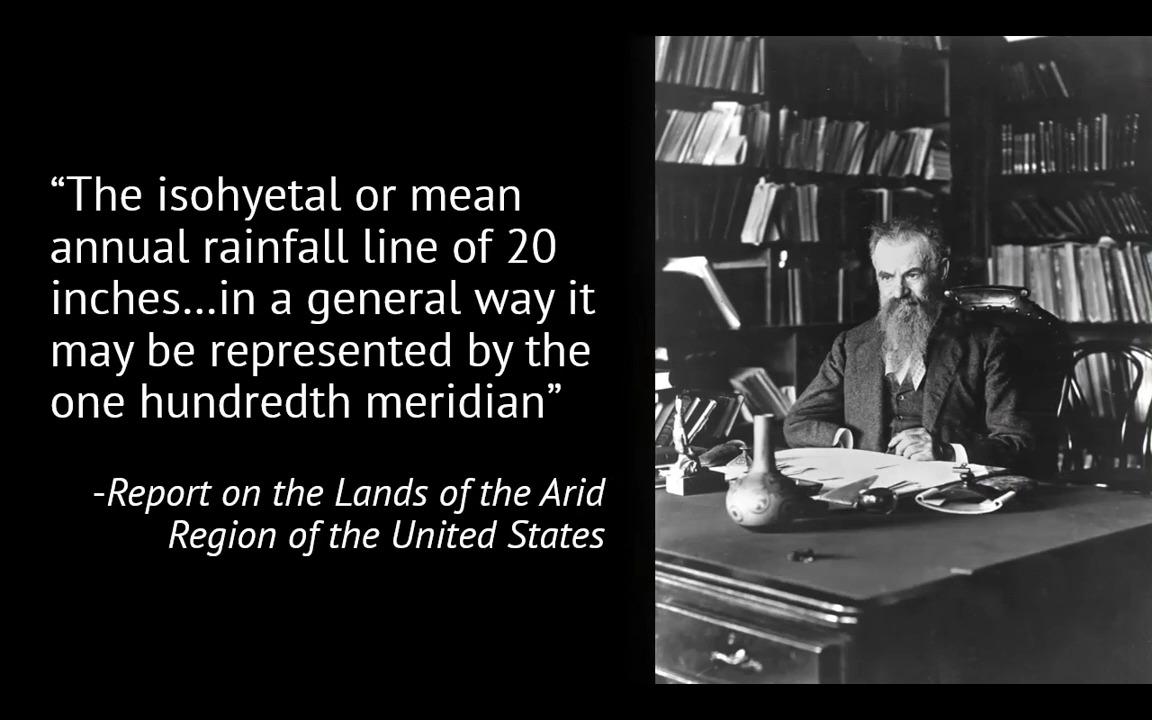 “The isohyetal or mean
annual rainfall line of 20
inches...in a general way it
may be represented by the
one hundredth meridian”
-Report on the Lands of the Arid
Region of the United States